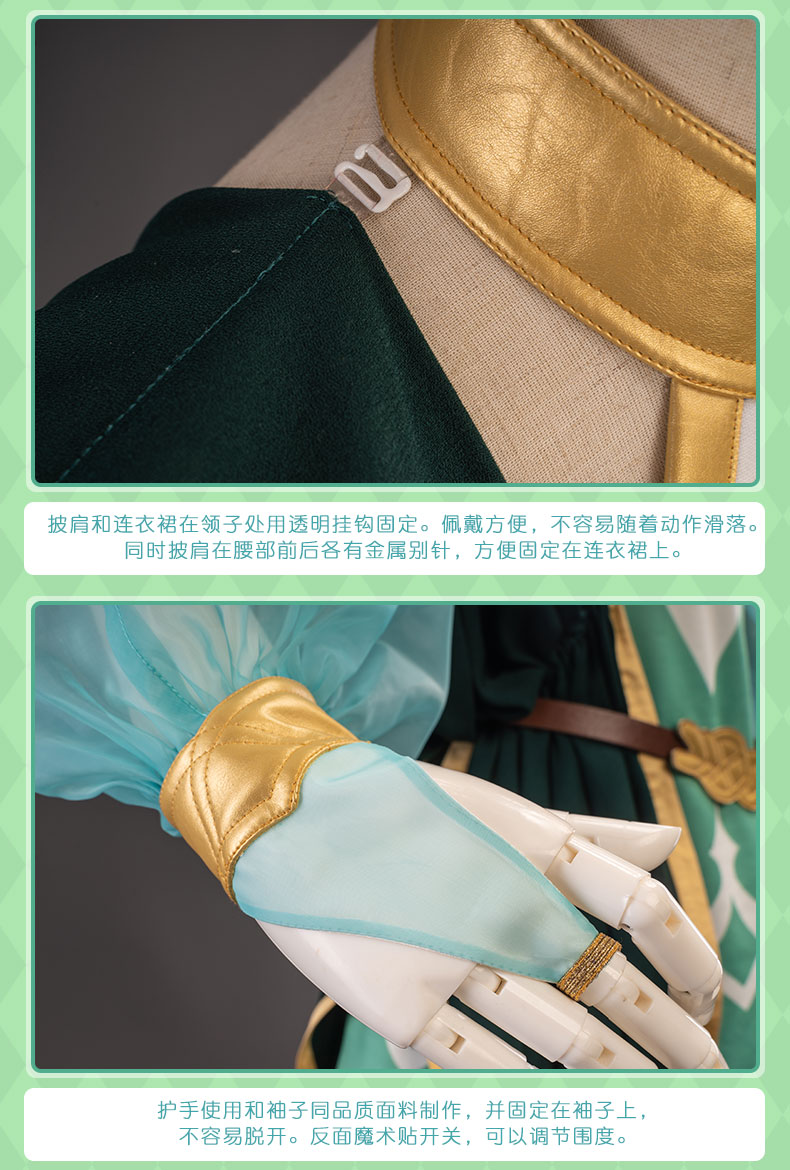 披肩和连衣裙在领子处用透明挂钩固定。佩戴方便，不容易随着动作滑落。
同时披肩在腰部前后各有金属别针，方便固定在连衣裙上。
护手使用和袖子同品质面料制作，并固定在袖子上，
不容易脱开。反面魔术贴开关，可以调节围度。